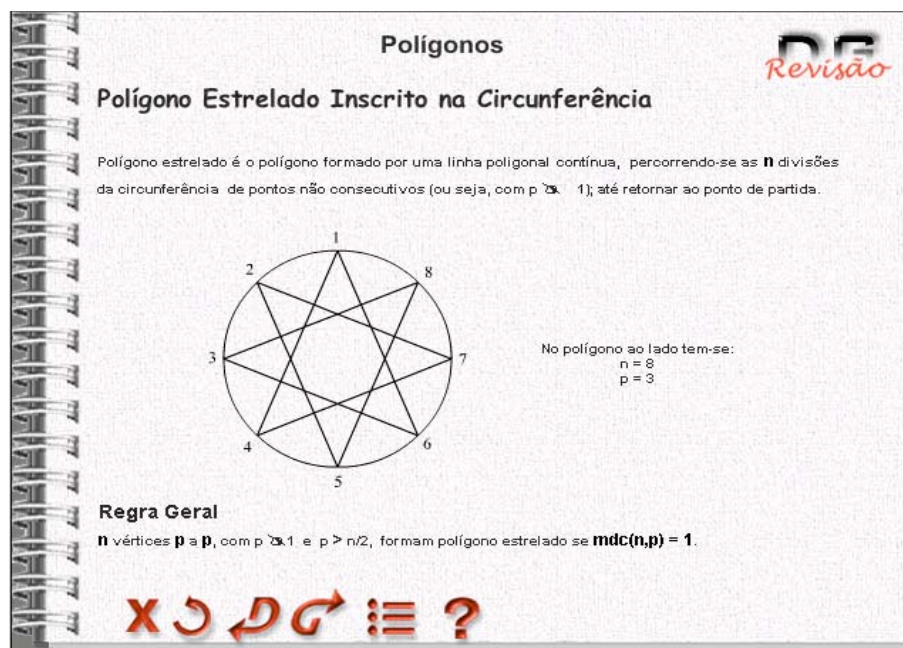 Polígonos
DG
Revisão
Polígono Estrelado Inscrito na Circunferência
Polígono estrelado é o polígono formado por uma linha poligonal contínua, percorrendo-se as n divisões
da circunferência de pontos não consecutivos (ou seja, com p 1); até retornar ao ponto de partida.
1
2
8
3
7
4
6
5
No polígono ao lado tem-se:
n = 8
p = 3
Regra Geral
n vértices p a p, com p 1 e p > n/2, formam polígono estrelado se mdc(n,p) = 1.
X D G ?